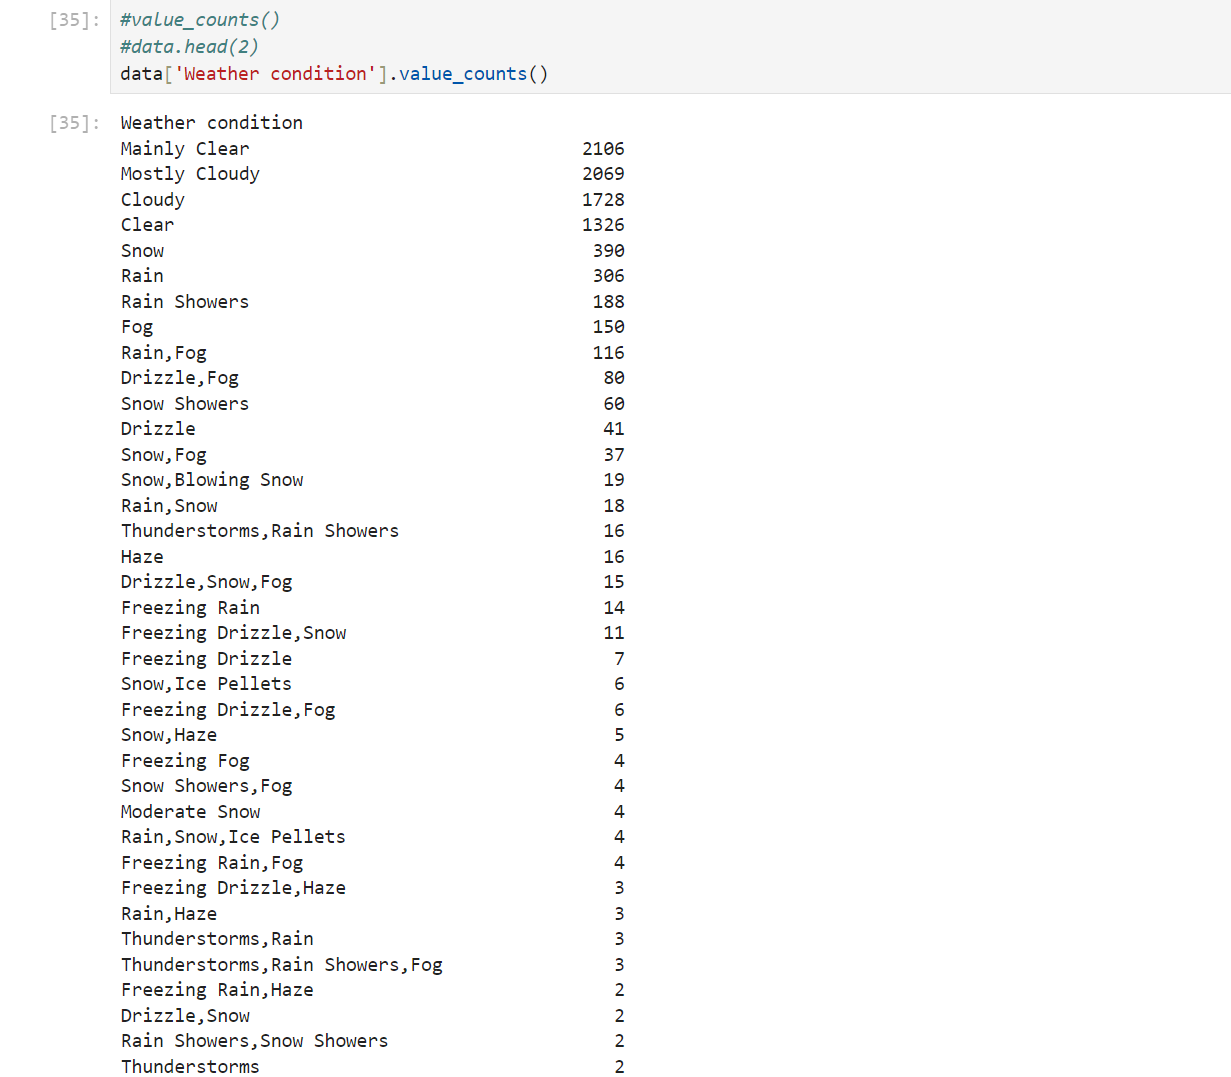 [35]: #value_counts()
#data.head(2)
data['Weather condition'].value_counts()
[35]: Weather condition
Mainly Clear 2106
Mostly Cloudy 2069
Cloudy 1728
Clear 1326
Snow 390
Rain 306
Rain Showers 188
Fog 150
Rain,Fog 116
Drizzle,Fog 80
Snow Showers 60
Drizzle 41
Snow,Fog 37
Snow,Blowing Snow 19
Rain,Snow 18
Thunderstorms,Rain Showers 16
Haze 16
Drizzle,Snow,Fog 15
Freezing Rain 14
Freezing Drizzle,Snow 11
Freezing Drizzle 7
Snow,Ice Pellets 6
Freezing Drizzle,Fog 6
Snow,Haze 5
Freezing Fog 4
Snow Showers,Fog 4
Moderate Snow 4
Rain,Snow,Ice Pellets 4
Freezing Rain,Fog 4
Freezing Drizzle,Haze 3
Rain,Haze 3
Thunderstorms,Rain 3
Thunderstorms,Rain Showers,Fog 3
Freezing Rain,Haze 2
Drizzle,Snow 2
Rain Showers,Snow Showers 2
Thunderstorms 2